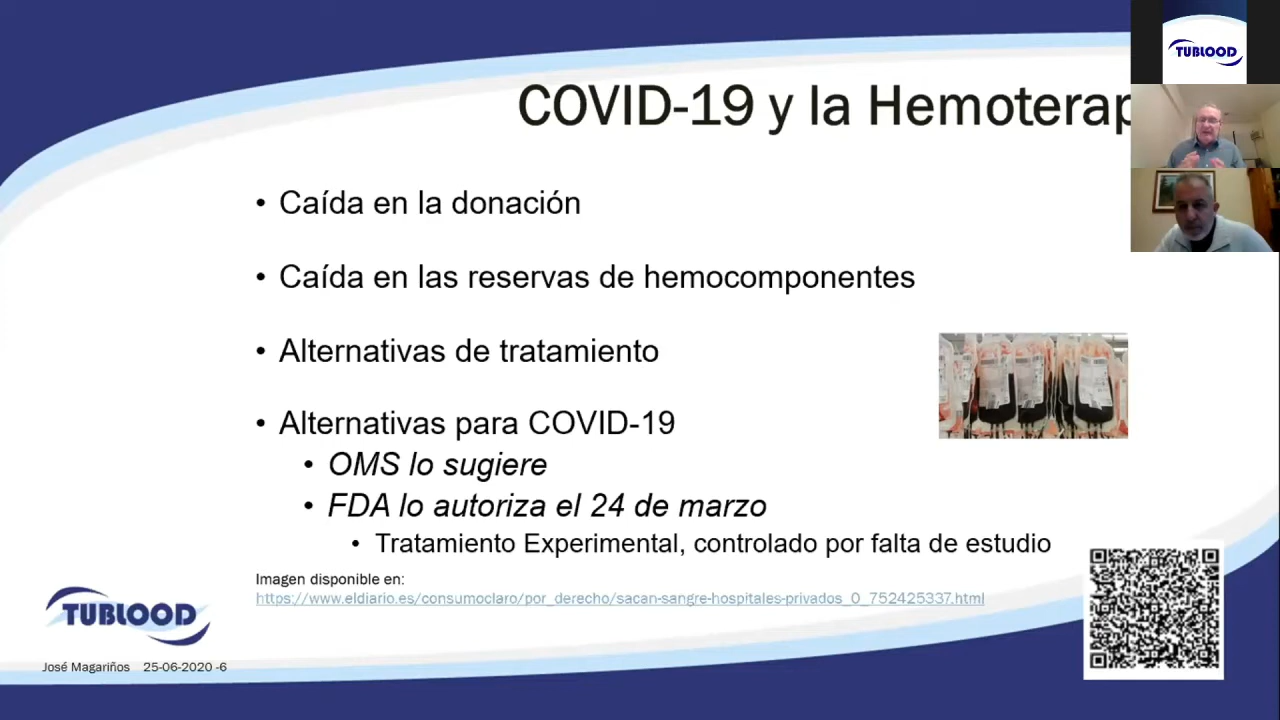 COVID-19 y la Hemoterap
TUBLOOD
• Caída en la donación
• Caída en las reservas de hemocomponentes
• Alternativas de tratamiento
• Alternativas para COVID-19
• OMS lo sugiere
• FDA lo autoriza el 24 de marzo
• Tratamiento Experimental, controlado por falta de estudio
Imagen disponible en:
https://www.eldiario.es/consumoclaro/por_derecho/sacan-sangre-hospitales-privados_0_752425337.html
TUBLOOD
José Magariños 25-06-2020 -6